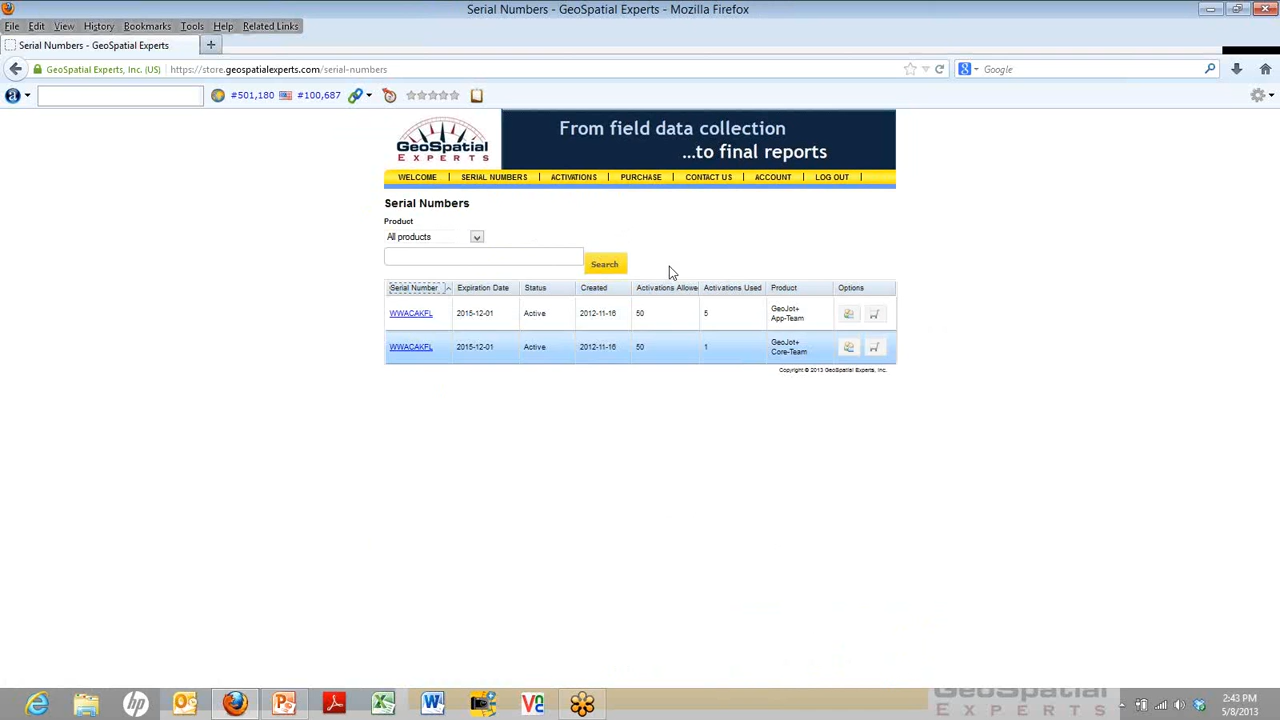 Serial Numbers - GeoSpatial Experts - Mozilla Firefox
File Edit View History Bookmarks Tools Help Related Links
Serial Numbers - GeoSpatial Experts
GeoSpatial Experts, Inc. (US) https://store.geospatialexperts.com/serial-numbers Google
#501,180 #100,687
GeoSpatial
EXPERTS
From field data collection
...to final reports
WELCOME SERIAL NUMBERS ACTIVATIONS PURCHASE CONTACT US ACCOUNT LOG OUT
Serial Numbers
Product
All products
Search
Serial Number Expiration Date Status Created Activations Allowe Activations Used Product Options
WWACAKFL 2015-12-01 Active 2012-11-16 50 5 GeoJot+ App-Team
WWACAKFL 2015-12-01 Active 2012-11-16 50 1 GeoJot+ Core-Team
Copyright © 2013 GeoSpatial Experts, Inc.
GeoSpatial
EXPERTS
2:43 PM
5/8/2013